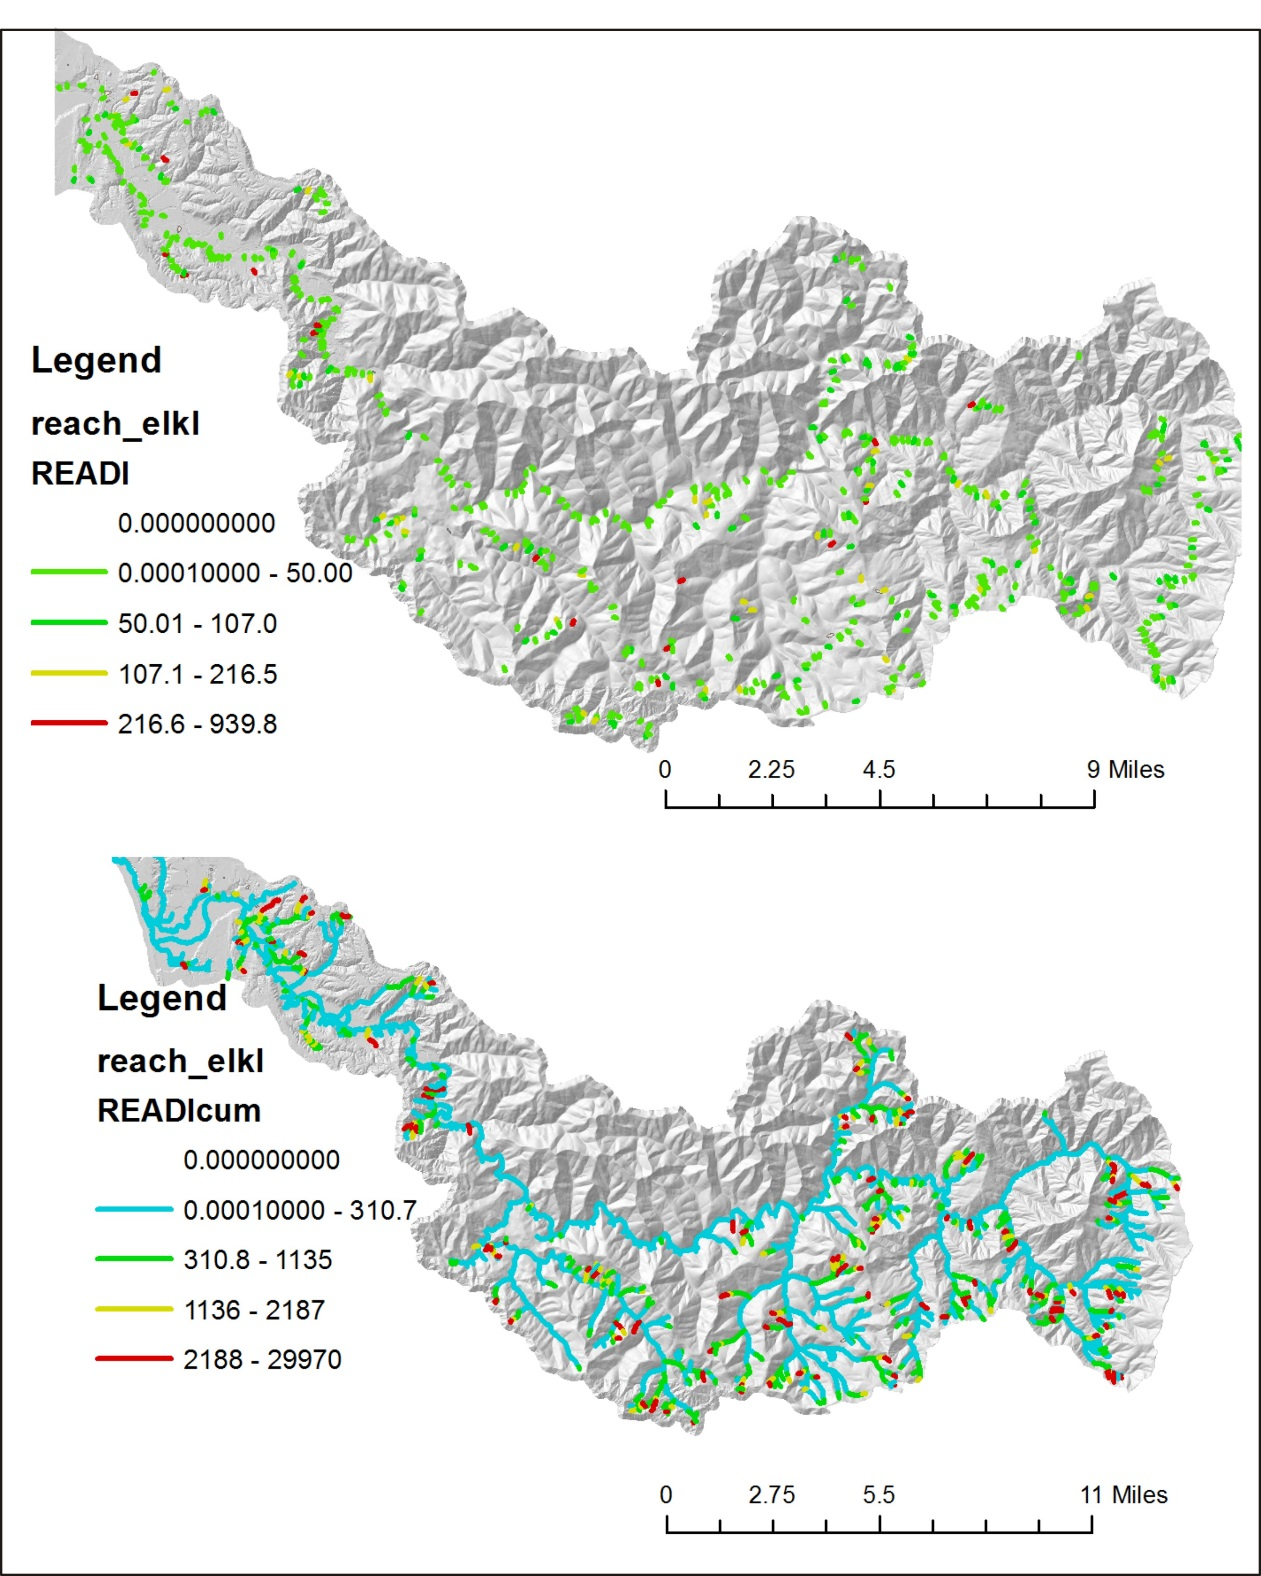 Legend
reach_elkl
READI
0.000000000
0.00010000 - 50.00
50.01 - 107.0
107.1 - 216.5
216.6 - 939.8
0 2.25 4.5 9 Miles
Legend
reach_elkl
READIcum
0.000000000
0.00010000 - 310.7
310.8 - 1135
1136 - 2187
2188 - 29970
0 2.75 5.5 11 Miles